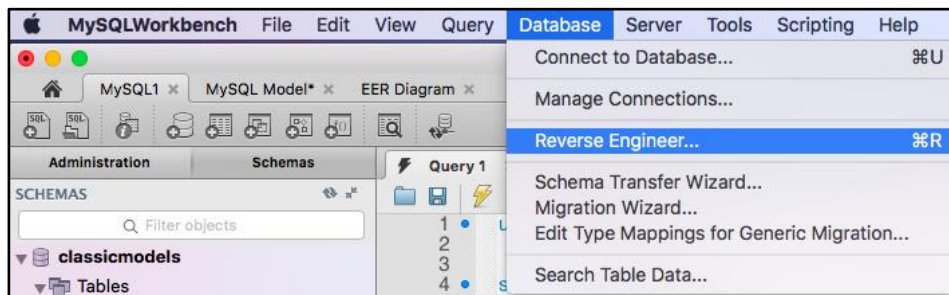 MySQLWorkbench File Edit View Query Database Server Tools Scripting Help
Connect to Database... ⌘U
Manage Connections...
Reverse Engineer... ⌘R
Schema Transfer Wizard...
Migration Wizard...
Edit Type Mappings for Generic Migration...
Search Table Data...
MySQL1 MySQL Model* EER Diagram
SQL SQL
Administration Schemas
SCHEMAS
Filter objects
classicmodels
Tables
Query 1
1
2
3
4